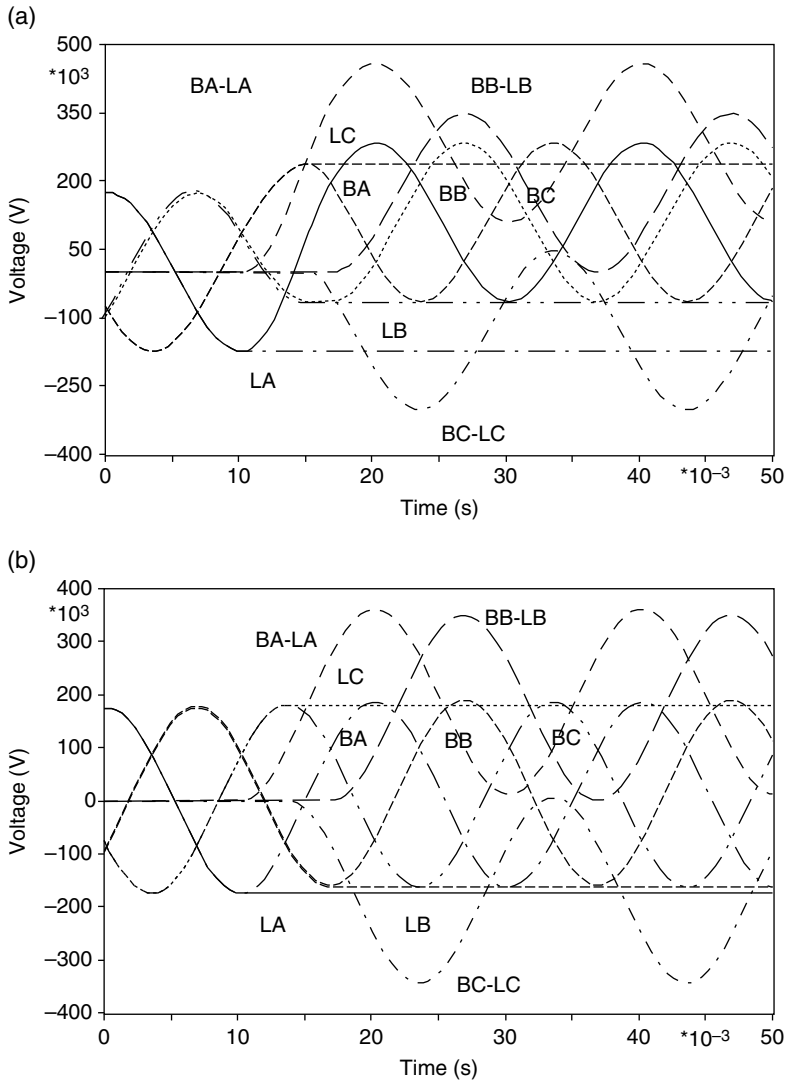 (a)
500
*10³
350
200
50
–100
–250
–400
Voltage (V)
BA-LA
BB-LB
LC
BA
BB
BC
LB
LA
BC-LC
0
10
20
30
40
*10–3
50
Time (s)
(b)
400
*10³
300
200
100
0
–100
–200
–300
–400
Voltage (V)
BA-LA
BB-LB
LC
BA
BB
BC
LA
LB
BC-LC
0
10
20
30
40
*10–3
50
Time (s)